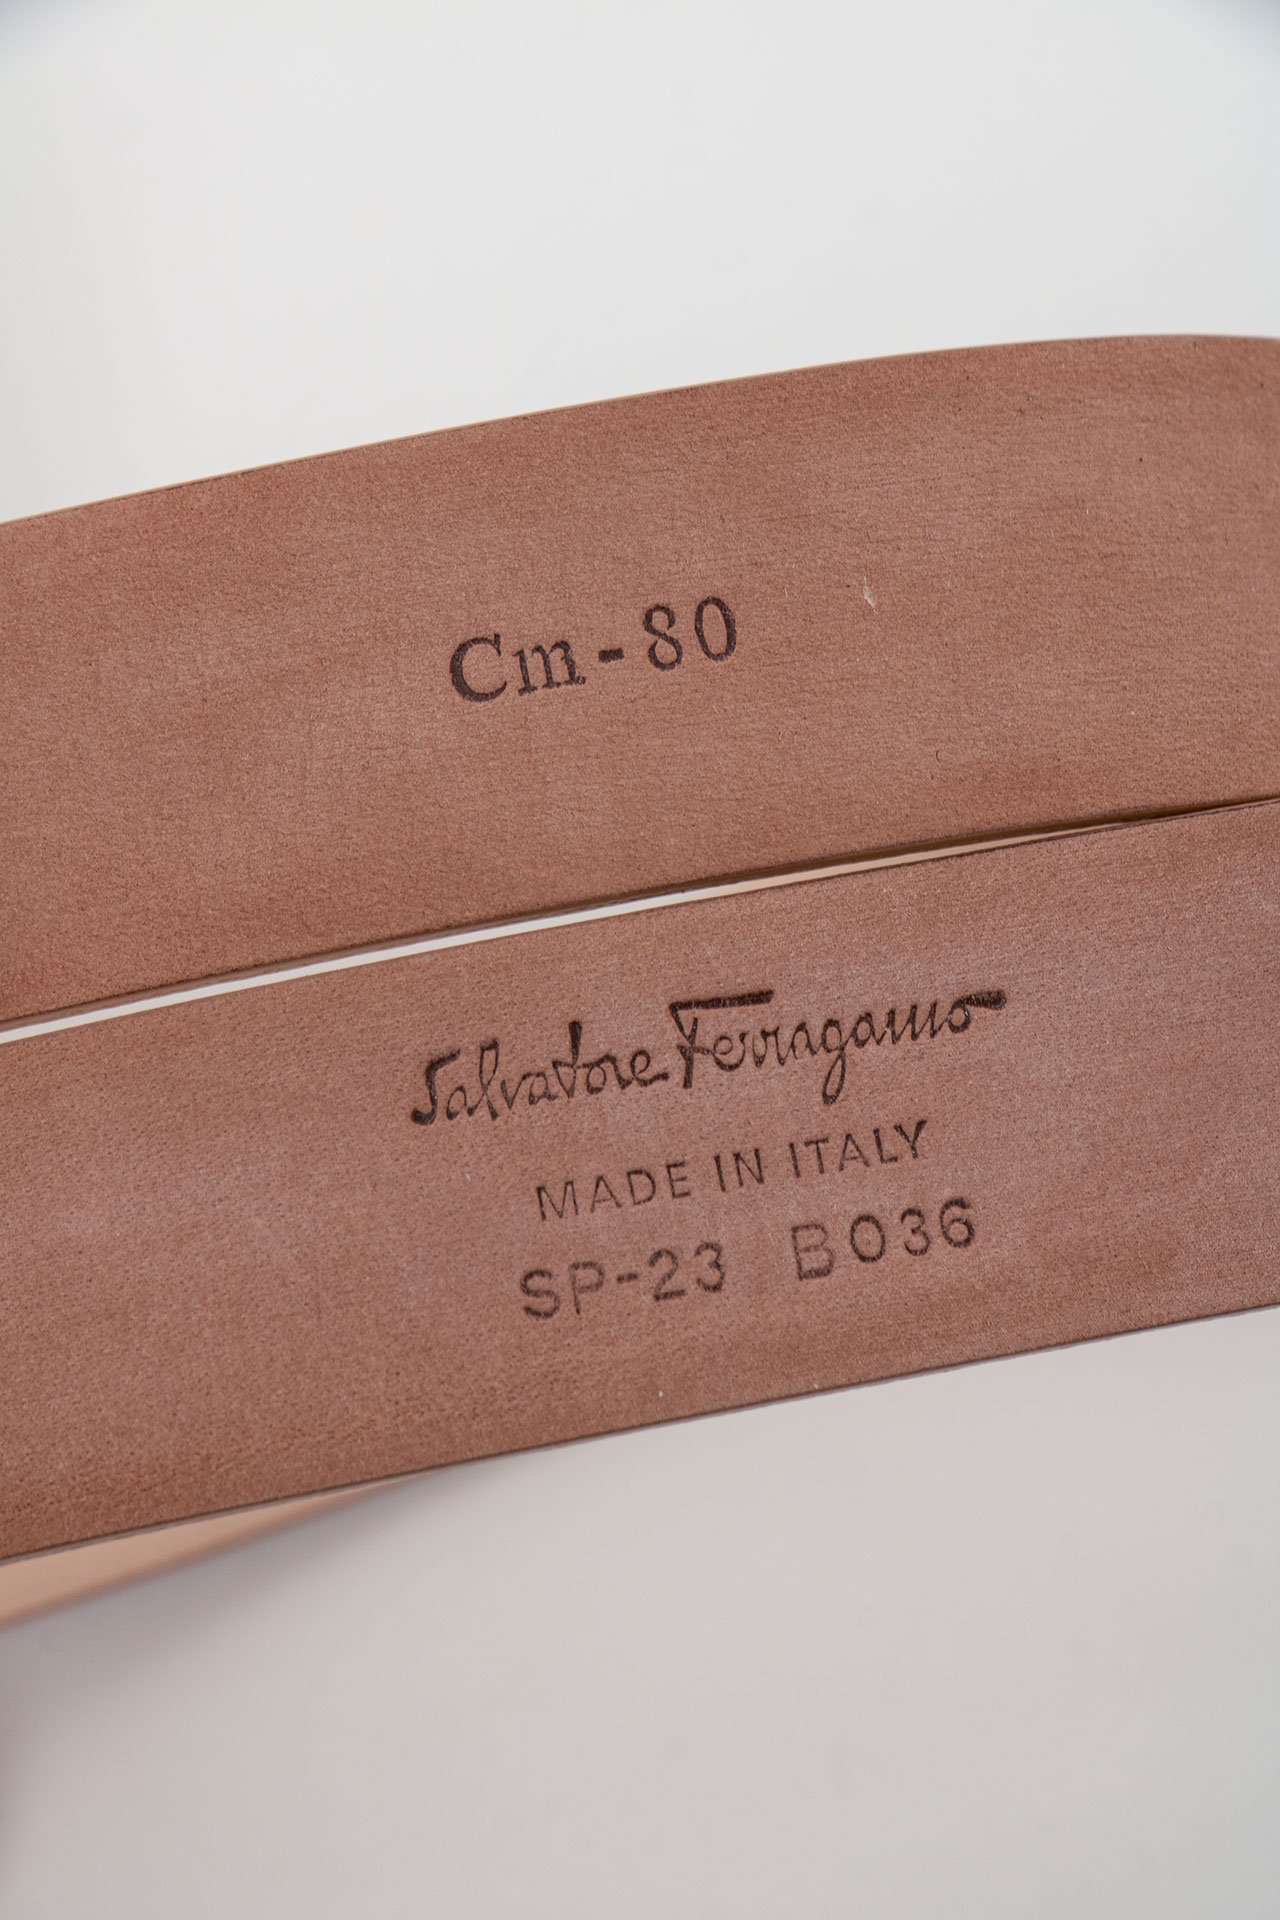 Cm-80
Salvatore Ferragamo
MADE IN ITALY
SP-23 B036